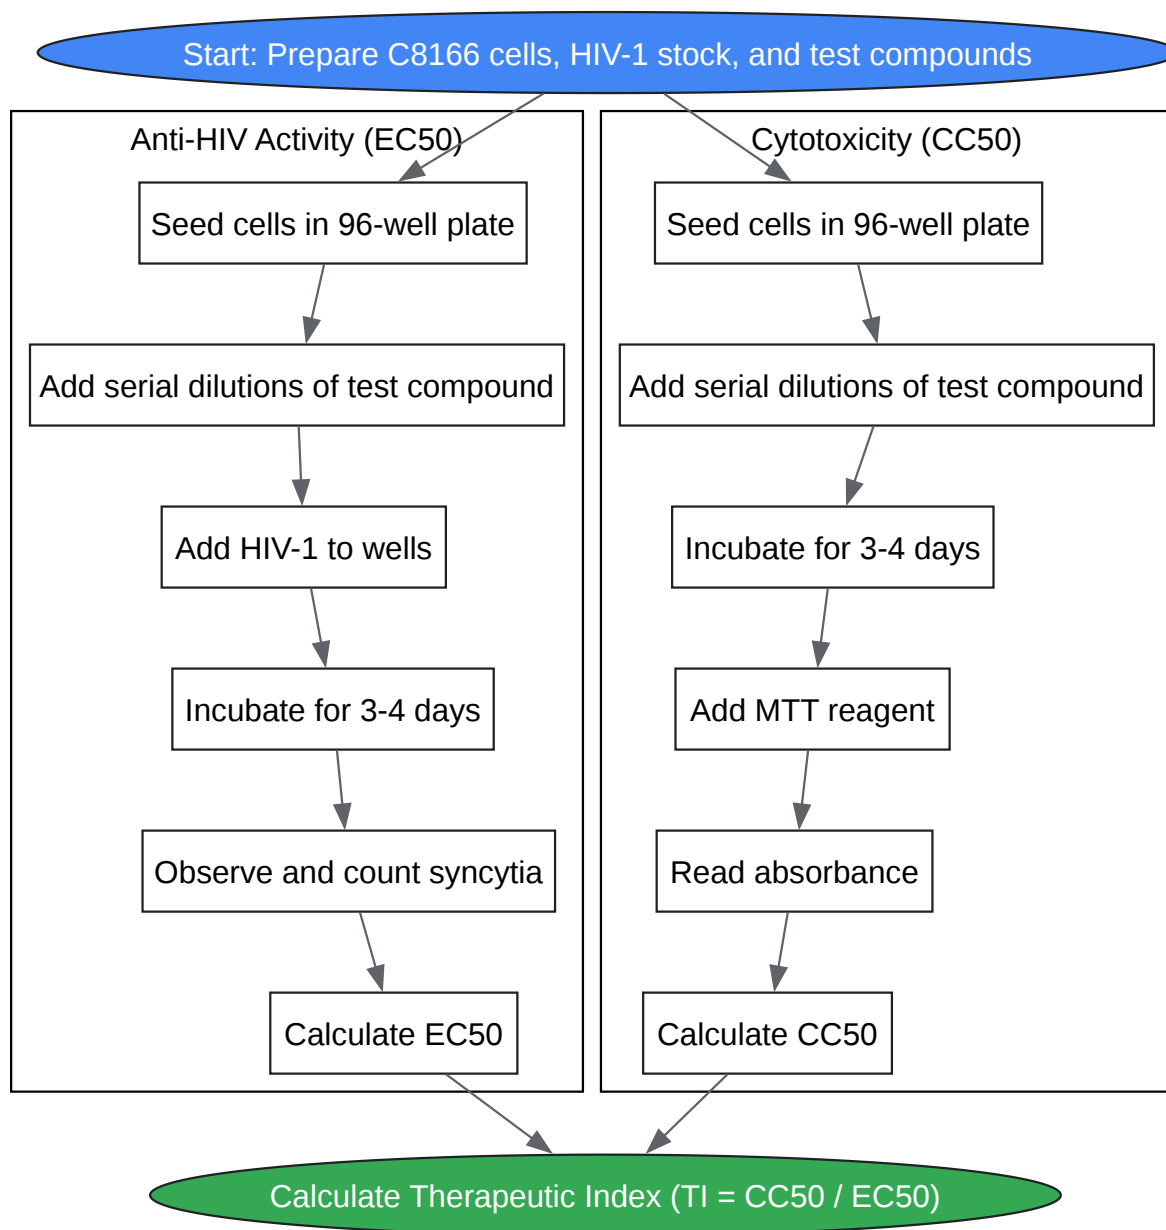 Start: Prepare C8166 cells, HIV-1 stock, and test compounds
Anti-HIV Activity (EC50)
Seed cells in 96-well plate
Add serial dilutions of test compound
Add HIV-1 to wells
Incubate for 3-4 days
Observe and count syncytia
Calculate EC50
Cytotoxicity (CC50)
Seed cells in 96-well plate
Add serial dilutions of test compound
Incubate for 3-4 days
Add MTT reagent
Read absorbance
Calculate CC50
Calculate Therapeutic Index (TI = CC50 / EC50)